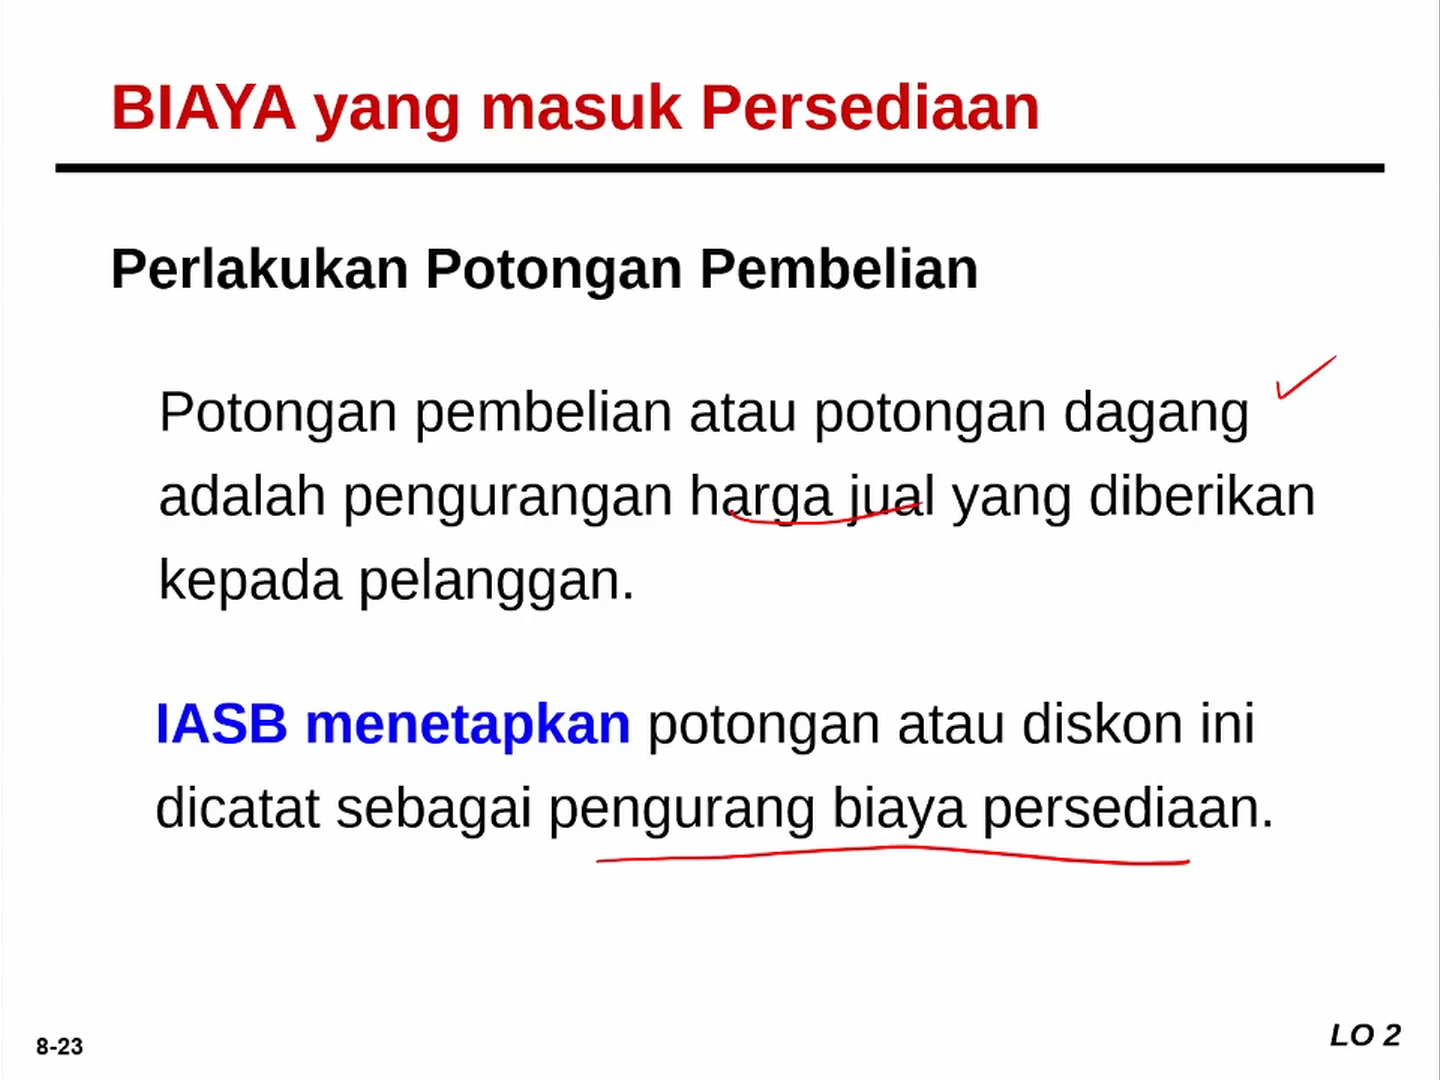 BIAYA yang masuk Persediaan
Perlakukan Potongan Pembelian
Potongan pembelian atau potongan dagang
adalah pengurangan harga jual yang diberikan
kepada pelanggan.
IASB menetapkan potongan atau diskon ini
dicatat sebagai pengurang biaya persediaan.
8-23
LO 2